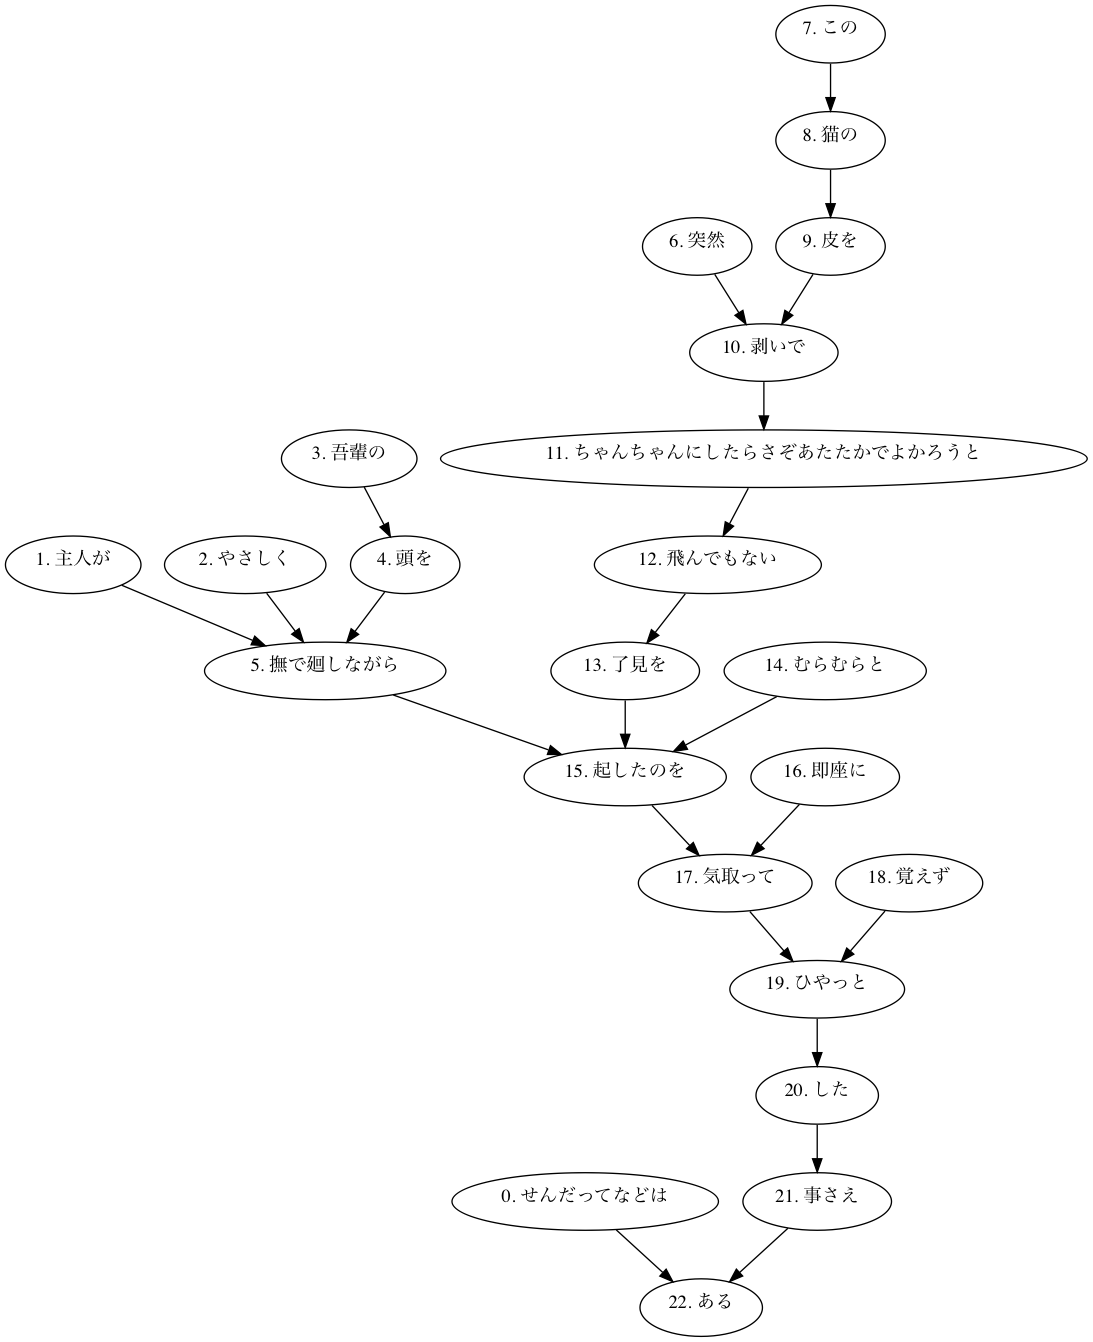 7. この
8. 猫の
6. 突然
9. 皮を
10. 剥いで
3. 吾輩の
11. ちゃんちゃんにしたらさぞあたたかでよかろうと
1. 主人が
2. やさしく
4. 頭を
12. 飛んでもない
5. 撫で廻しながら
13. 了見を
14. むらむらと
15. 起したのを
16. 即座に
17. 気取って
18. 覚えず
19. ひやっと
20. した
0. せんだってなどは
21. 事さえ
22. ある